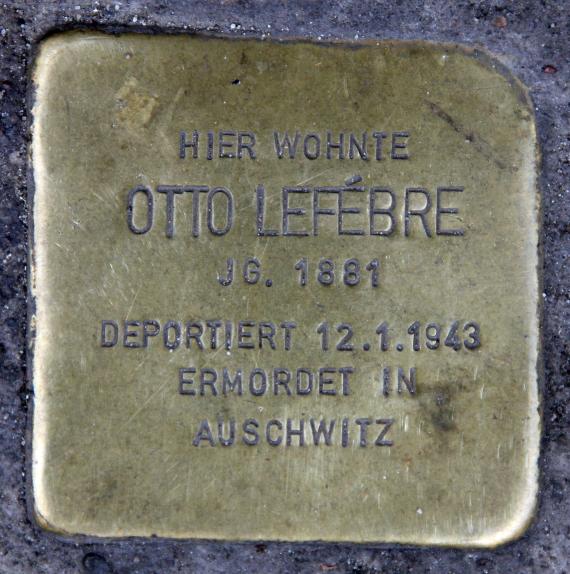 HIER WOHNTE
OTTO LEFÉBRE
JG. 1881
DEPORTIERT 12.1.1943
ERMORDET IN
AUSCHWITZ